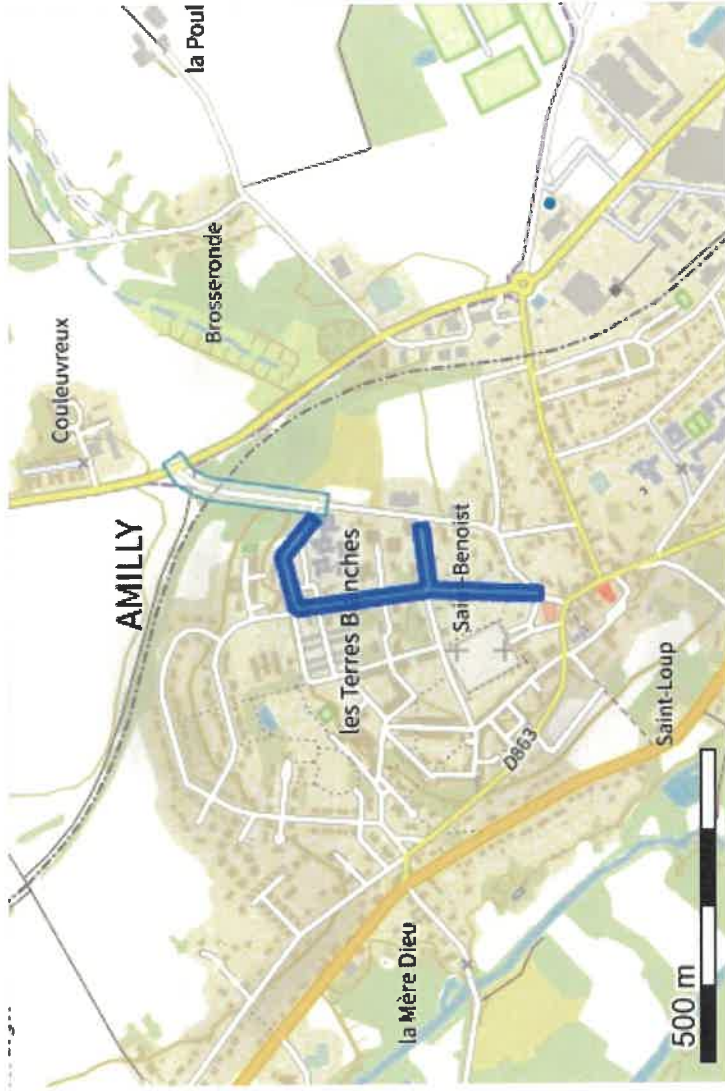 la Poul
Couleuvreux
Brosseronde
AMILLY
les Terres Blanches
Saint-Benoist
D863
Saint-Loup
la Mère Dieu
500 m